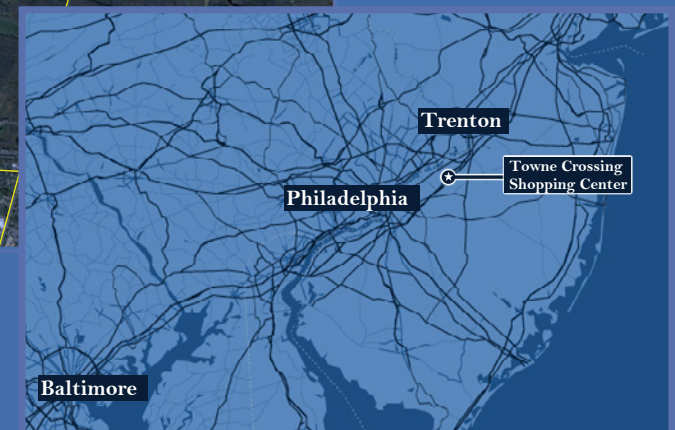 Trenton
Towne Crossing
Shopping Center
Philadelphia
Baltimore